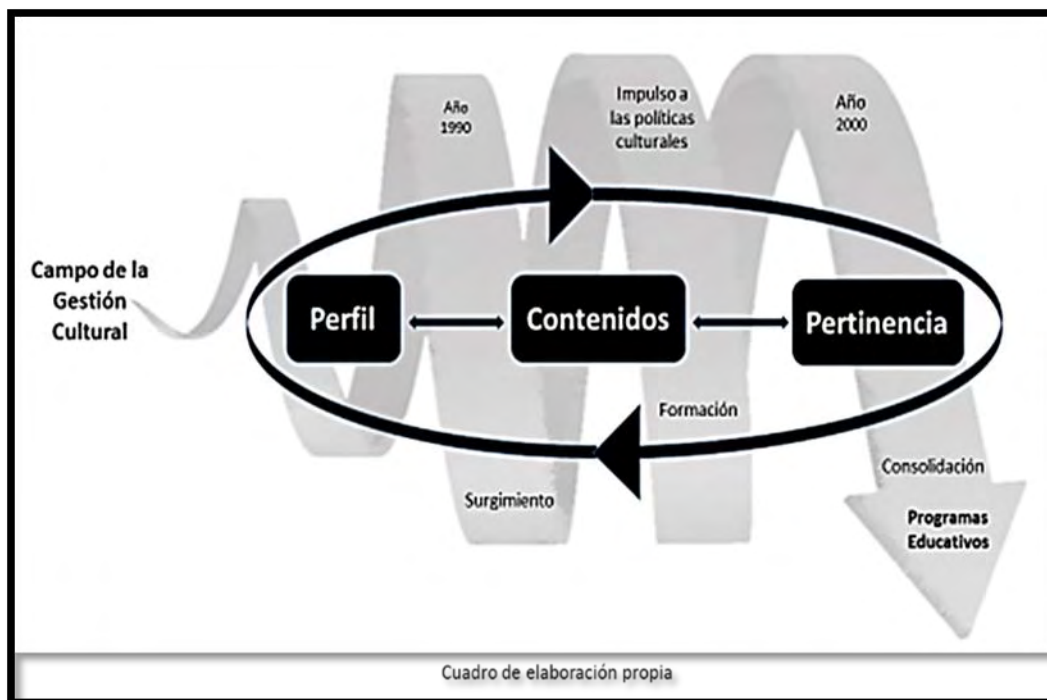 Año
1990
Impulso a
las políticas
culturales
Año
2000
Campo de la
Gestión
Cultural
Perfil
Contenidos
Pertinencia
Formación
Surgimiento
Consolidación
Programas
Educativos
Cuadro de elaboración propia